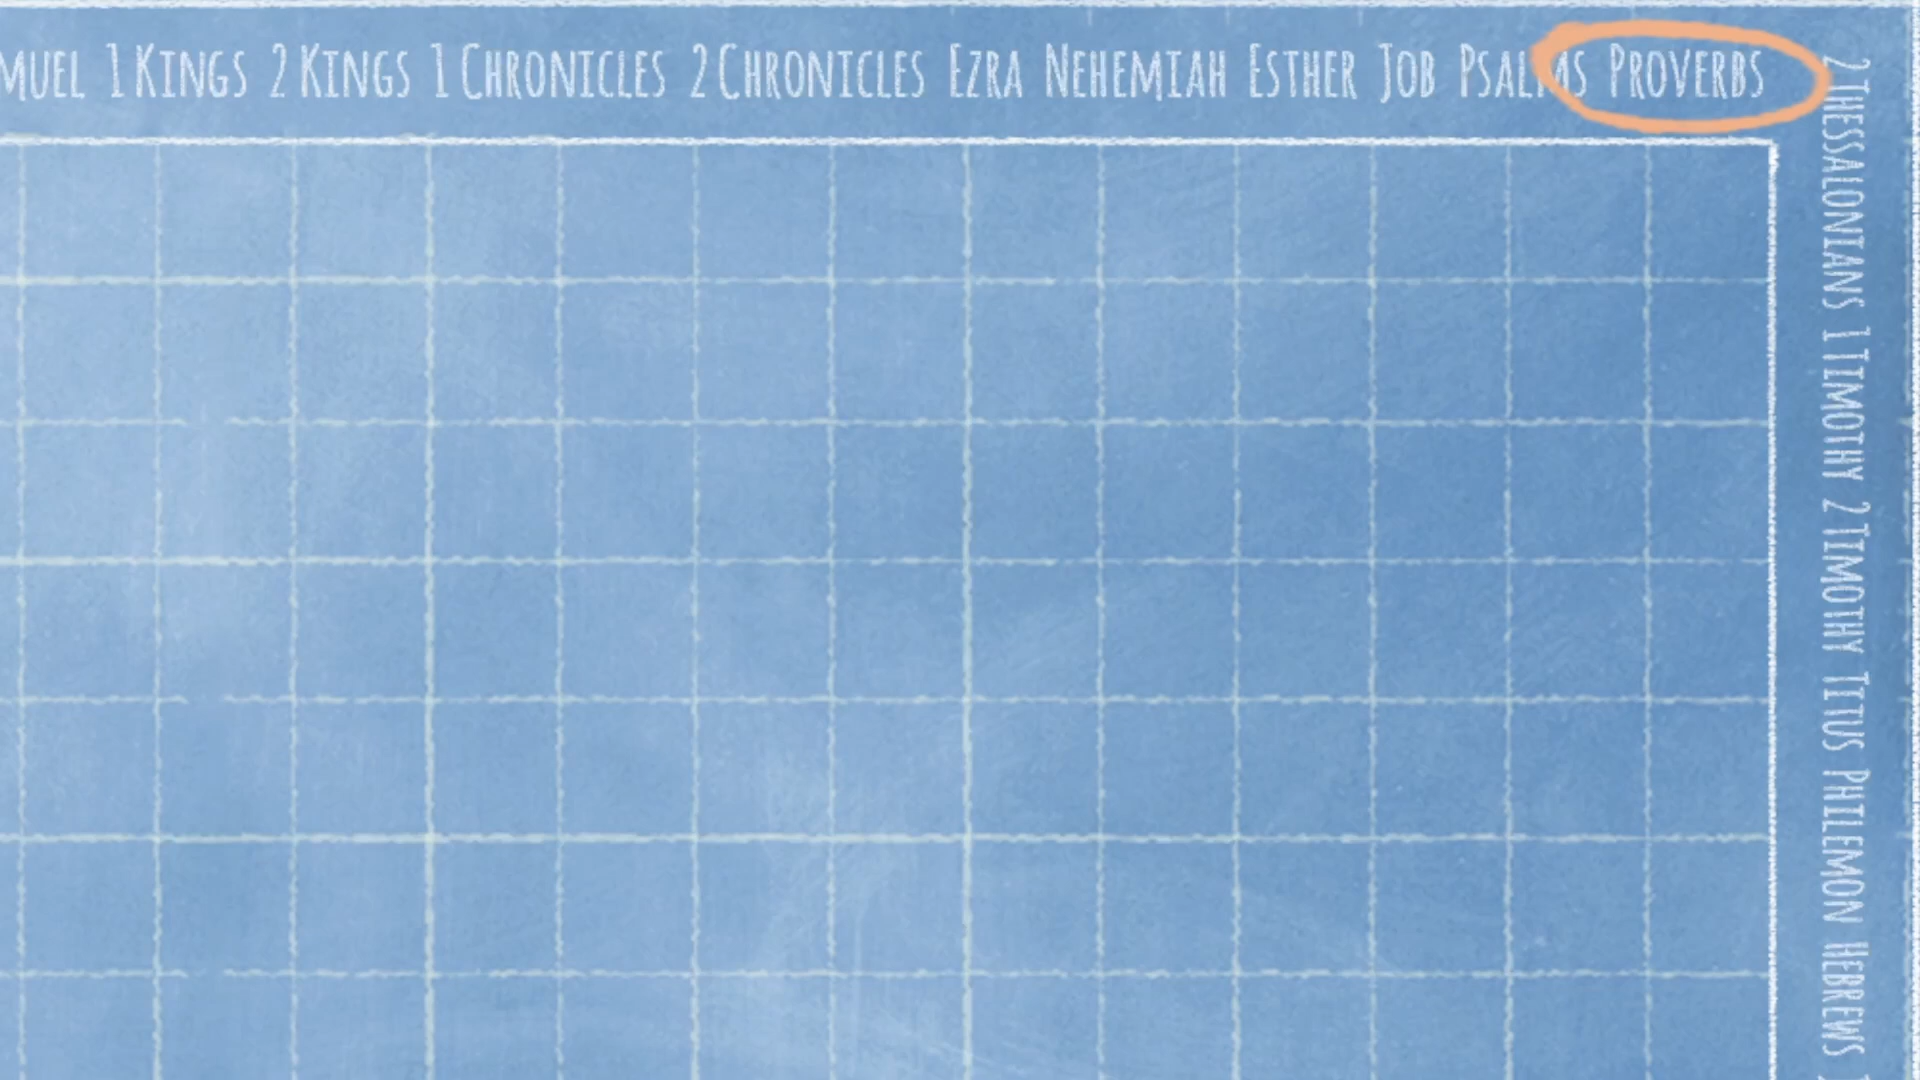 MUEL 1 KINGS 2 KINGS 1 CHRONICLES 2 CHRONICLES EZRA NEHEMIAH ESTHER JOB PSALMS PROVERBS
2 THESSALONIANS 1 TIMOTHY 2 TIMOTHY TITUS PHILEMON HEBREWS